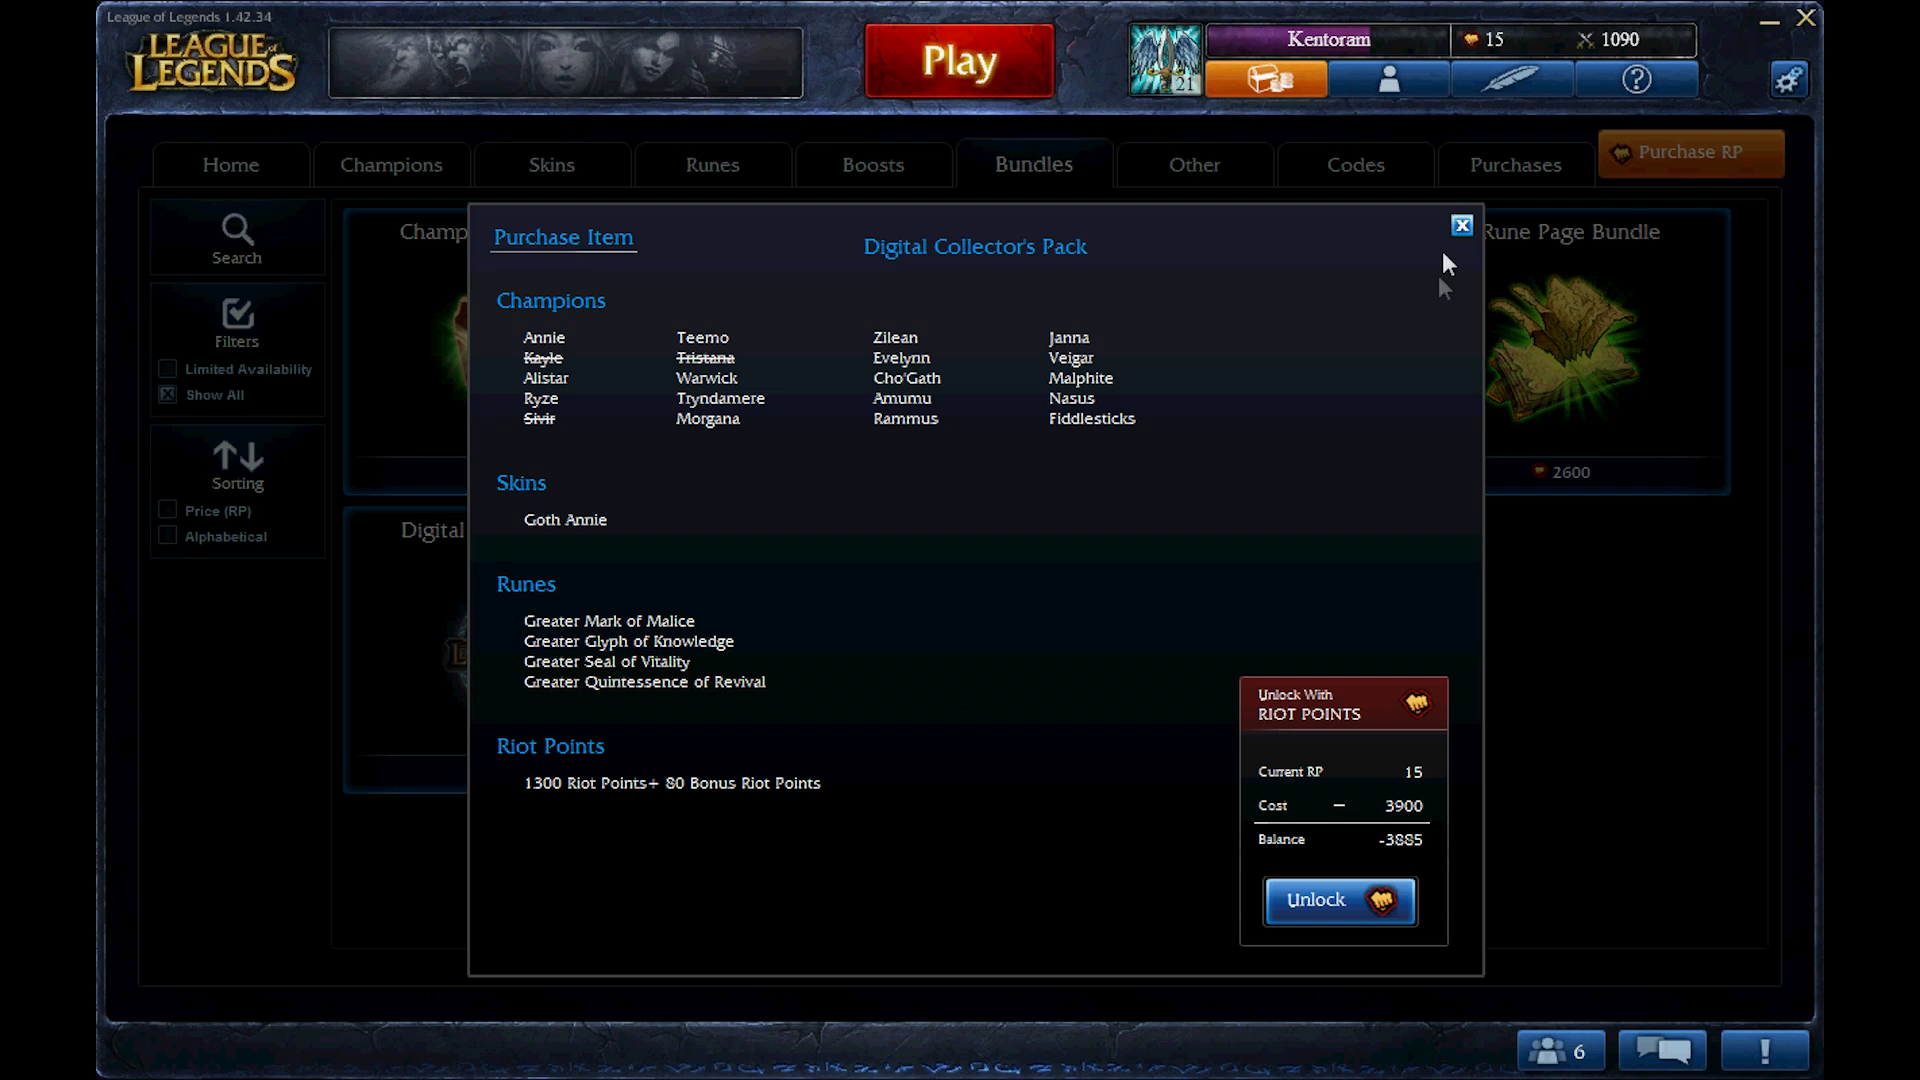 League of Legends 1.42.34
LEAGUE of LEGENDS
Play
21
Kentoram
15
1090
Home
Champions
Skins
Runes
Boosts
Bundles
Other
Codes
Purchases
Purchase RP
Search
Filters
Limited Availability
Show All
Sorting
Price (RP)
Alphabetical
Champ
Digital
Rune Page Bundle
2600
Purchase Item
Digital Collector's Pack
Champions
Annie Teemo Zilean Janna
Kayle Tristana Evelynn Veigar
Alistar Warwick Cho'Gath Malphite
Ryze Tryndamere Amumu Nasus
Sivir Morgana Rammus Fiddlesticks
Skins
Goth Annie
Runes
Greater Mark of Malice
Greater Glyph of Knowledge
Greater Seal of Vitality
Greater Quintessence of Revival
Riot Points
1300 Riot Points+ 80 Bonus Riot Points
Unlock With
RIOT POINTS
Current RP 15
Cost – 3900
Balance -3885
Unlock
6